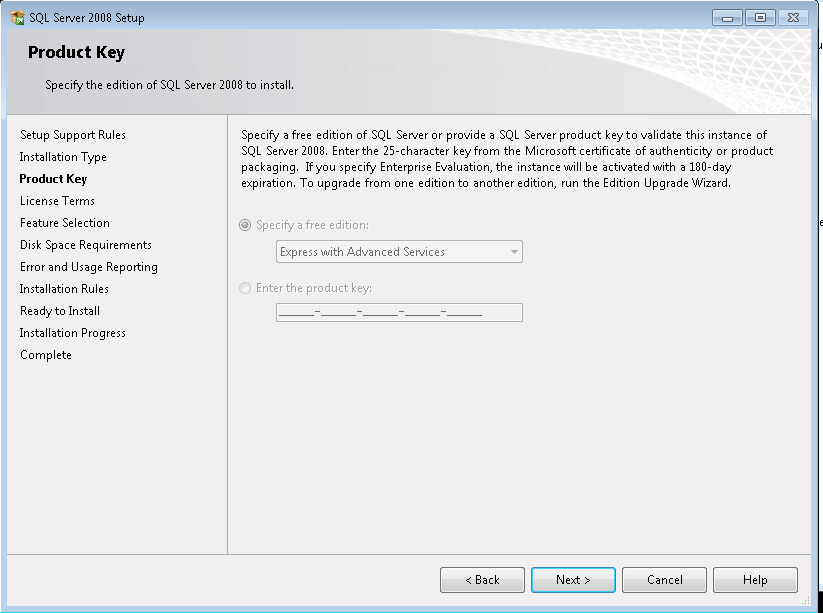 SQL Server 2008 Setup
Product Key
Specify the edition of SQL Server 2008 to install.
Setup Support Rules
Installation Type
Product Key
License Terms
Feature Selection
Disk Space Requirements
Error and Usage Reporting
Installation Rules
Ready to Install
Installation Progress
Complete
Specify a free edition of SQL Server or provide a SQL Server product key to validate this instance of
SQL Server 2008. Enter the 25-character key from the Microsoft certificate of authenticity or product
packaging.  If you specify Enterprise Evaluation, the instance will be activated with a 180-day
expiration. To upgrade from one edition to another edition, run the Edition Upgrade Wizard.
Specify a free edition:
Express with Advanced Services
Enter the product key:
_____-_____-_____-_____-_____
< Back
Next >
Cancel
Help